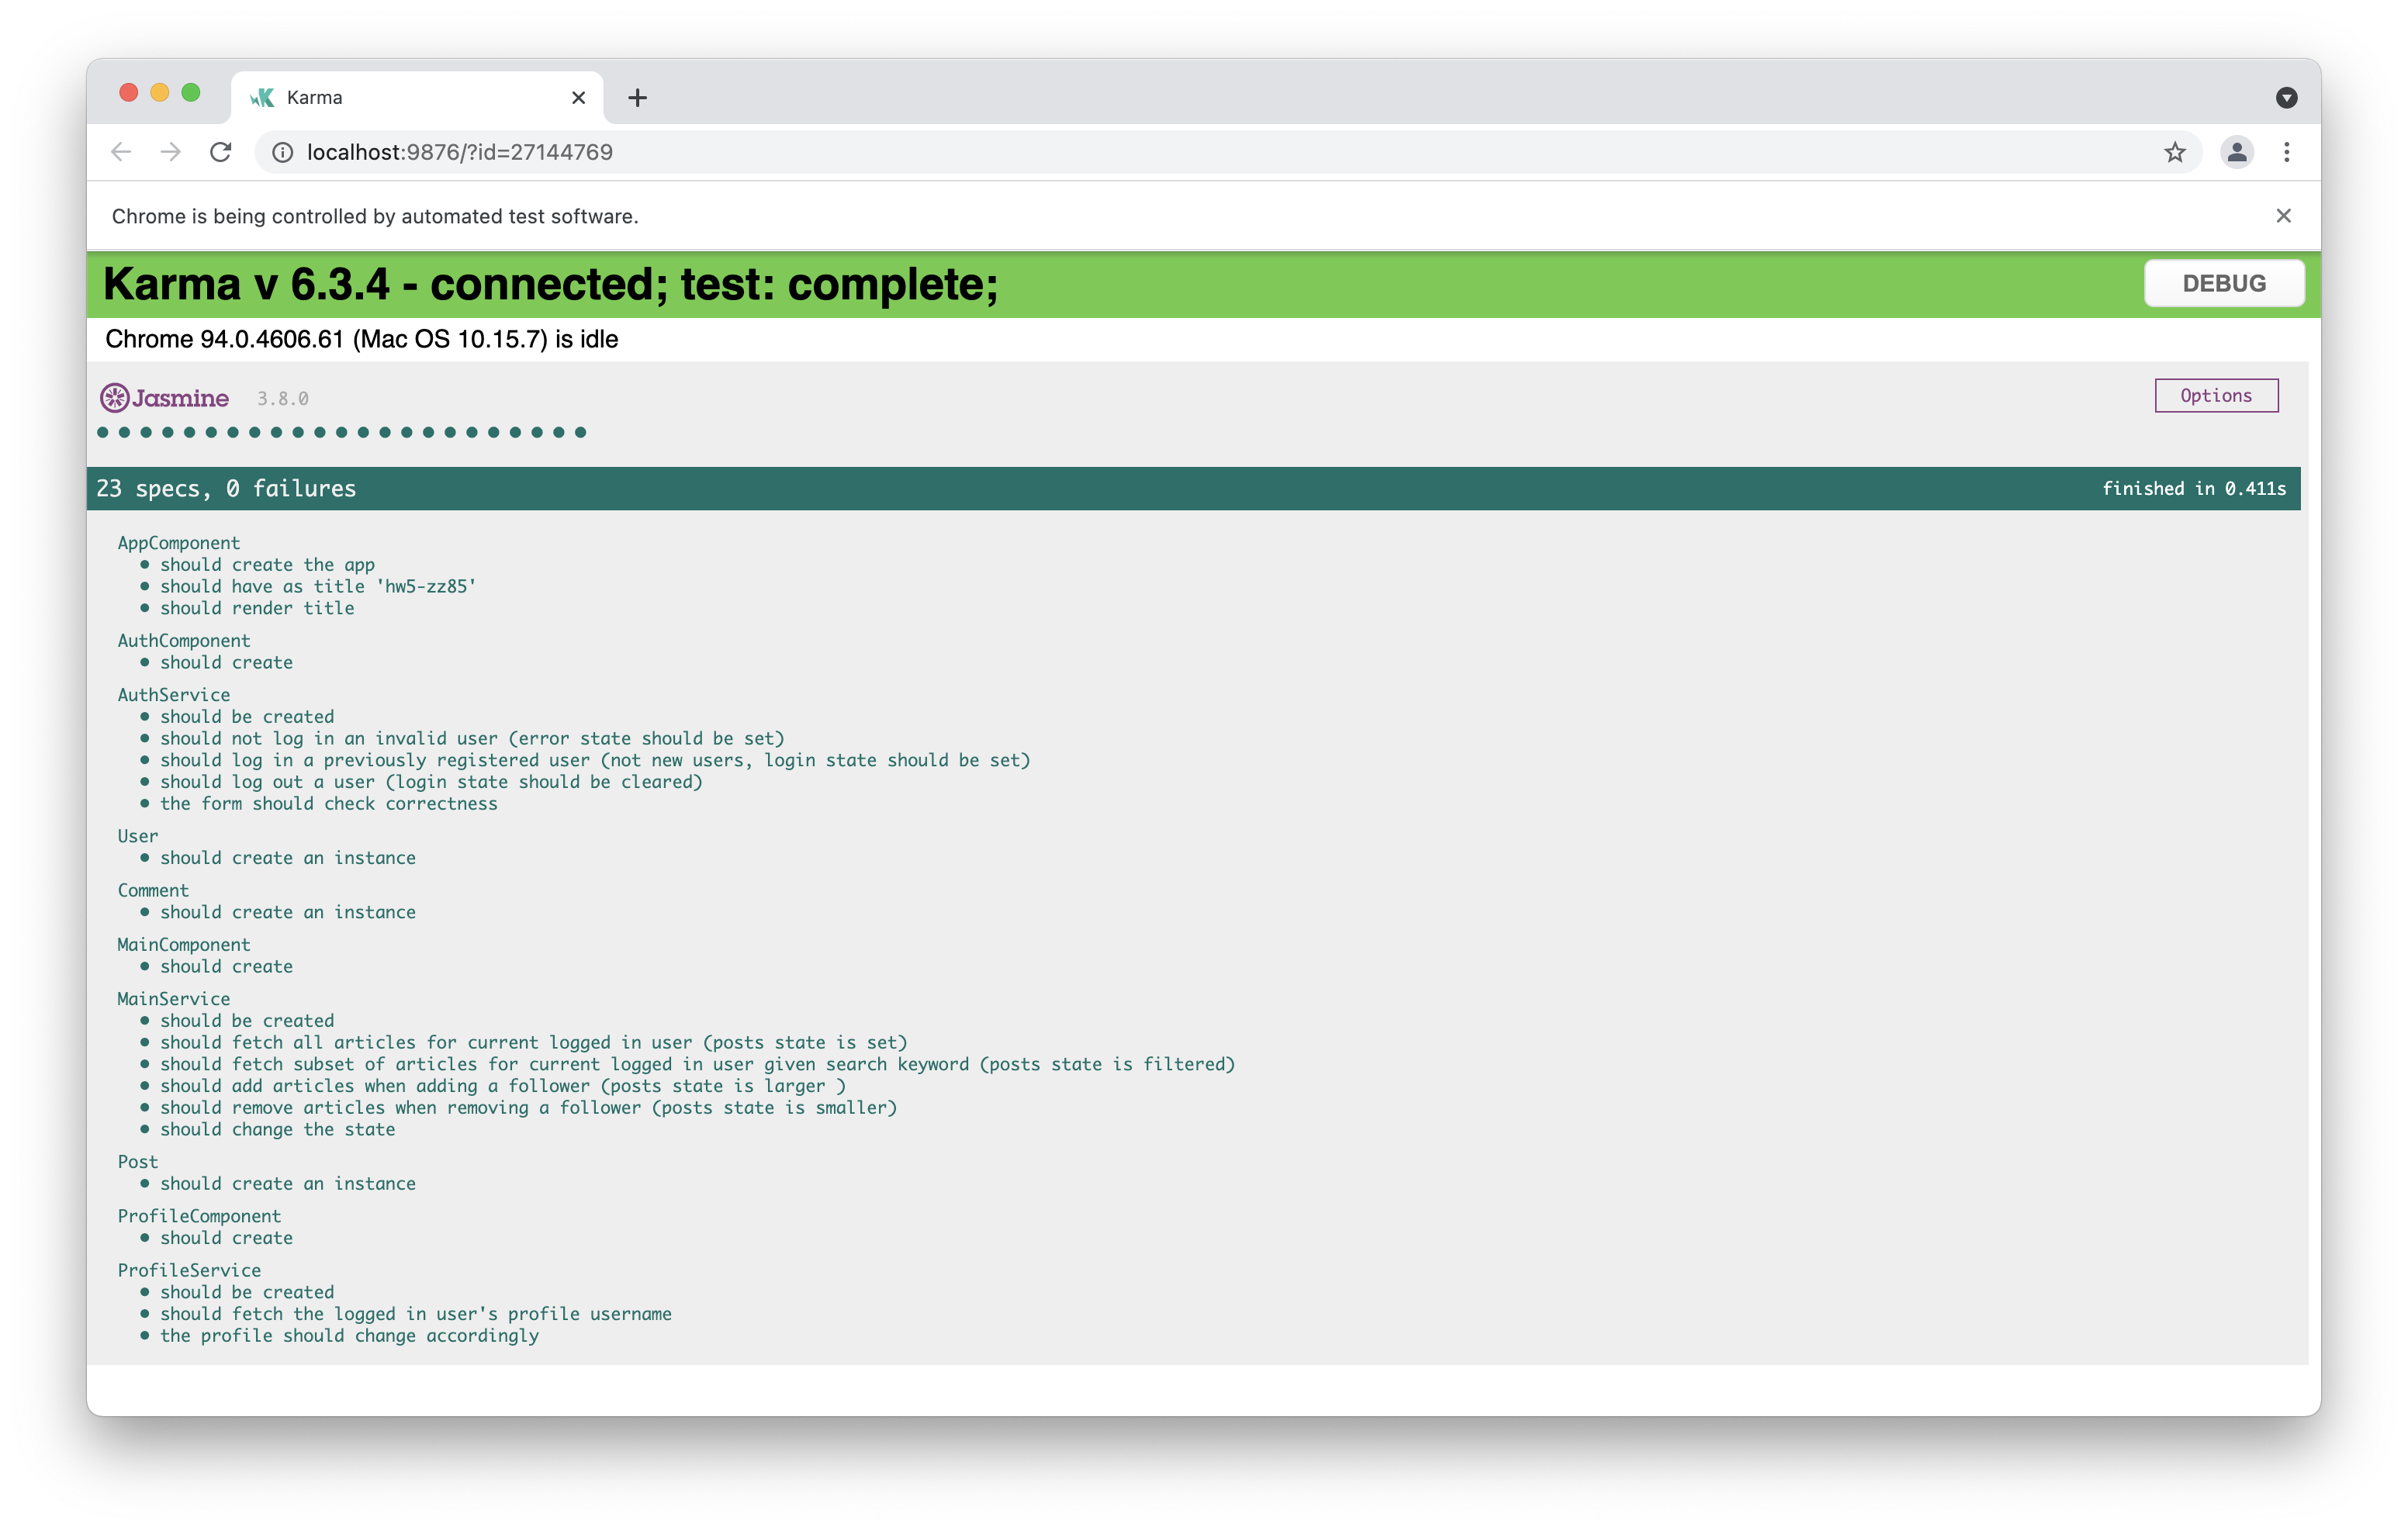 Karma
localhost:9876/?id=27144769
Chrome is being controlled by automated test software.
Karma v 6.3.4 - connected; test: complete;
DEBUG
Chrome 94.0.4606.61 (Mac OS 10.15.7) is idle
Jasmine 3.8.0
Options
23 specs, 0 failures
finished in 0.411s
AppComponent
• should create the app
• should have as title 'hw5-zz85'
• should render title
AuthComponent
• should create
AuthService
• should be created
• should not log in an invalid user (error state should be set)
• should log in a previously registered user (not new users, login state should be set)
• should log out a user (login state should be cleared)
• the form should check correctness
User
• should create an instance
Comment
• should create an instance
MainComponent
• should create
MainService
• should be created
• should fetch all articles for current logged in user (posts state is set)
• should fetch subset of articles for current logged in user given search keyword (posts state is filtered)
• should add articles when adding a follower (posts state is larger )
• should remove articles when removing a follower (posts state is smaller)
• should change the state
Post
• should create an instance
ProfileComponent
• should create
ProfileService
• should be created
• should fetch the logged in user's profile username
• the profile should change accordingly